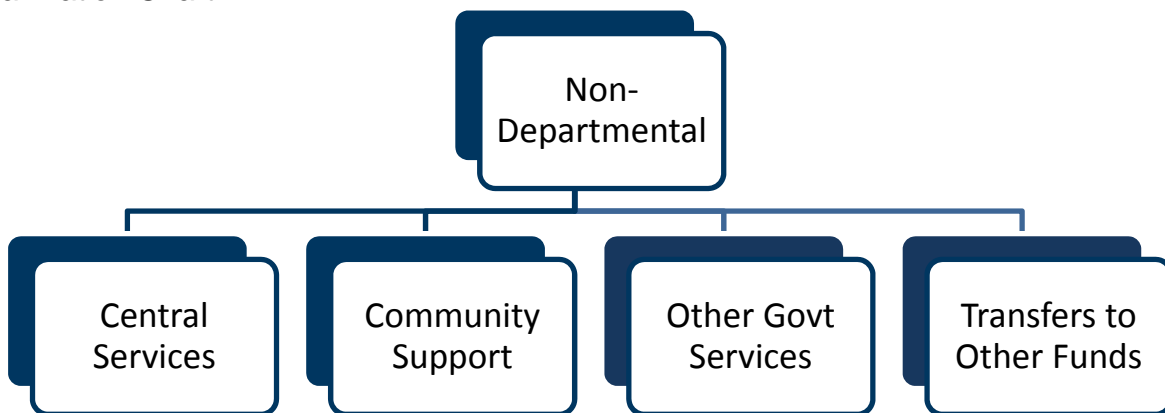 Non-
Departmental
Central
Services
Community
Support
Other Govt
Services
Transfers to
Other Funds